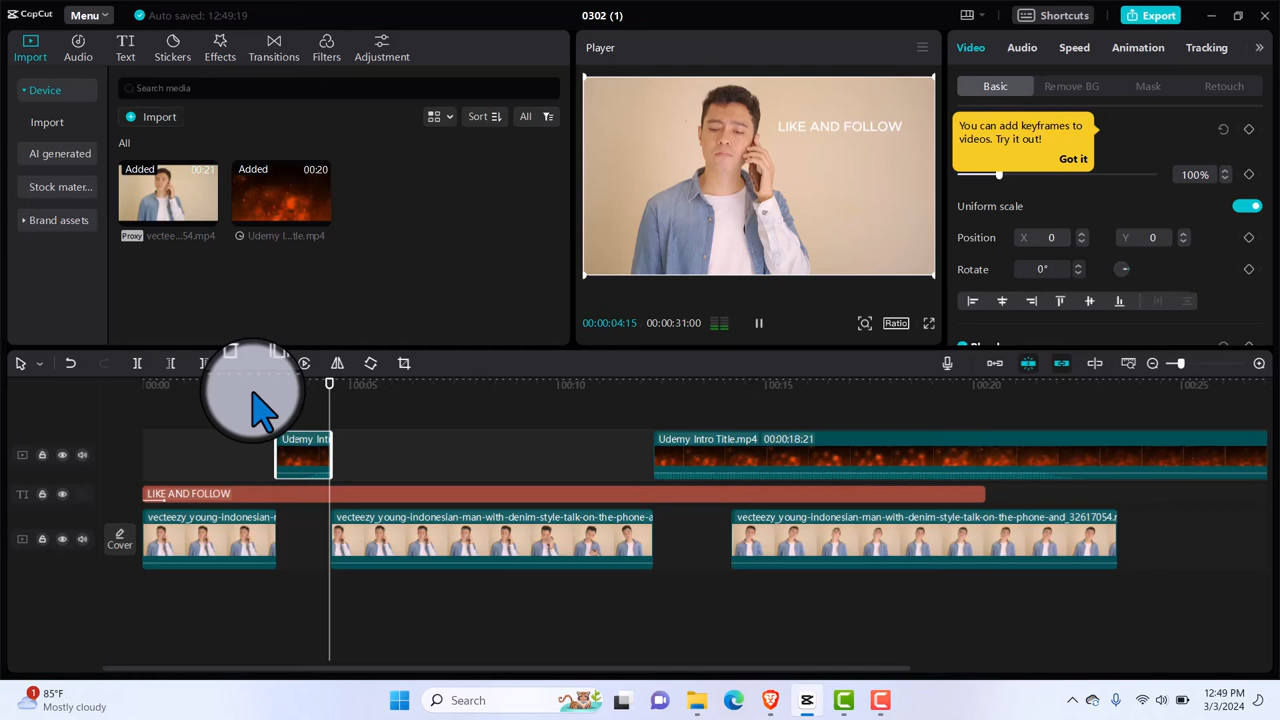 CapCut
Menu
Auto saved: 12:49:19
0302 (1)
Shortcuts
Export
Import
Audio
Text
Stickers
Effects
Transitions
Filters
Adjustment
Device
Import
AI generated
Stock mater...
Brand assets
Search media
Import
Sort
All
All
Added
00:21
Proxy
vectee...54.mp4
Added
00:20
Udemy I...tle.mp4
Player
LIKE AND FOLLOW
00:00:04:15
00:00:31:00
Ratio
Video
Audio
Speed
Animation
Tracking
Basic
Remove BG
Mask
Retouch
You can add keyframes to
videos. Try it out!
Got it
100%
Uniform scale
Position
X
0
Y
0
Rotate
0°
00:00
00:05
00:10
00:15
00:20
00:25
Udemy Int
Udemy Intro Title.mp4 00:00:18:21
TI
LIKE AND FOLLOW
Cover
vecteezy_young-indonesian-
vecteezy_young-indonesian-man-with-denim-style-talk-on-the-phone-a
vecteezy_young-indonesian-man-with-denim-style-talk-on-the-phone-and_32617054.
1
85°F
Mostly cloudy
Search
12:49 PM
3/3/2024